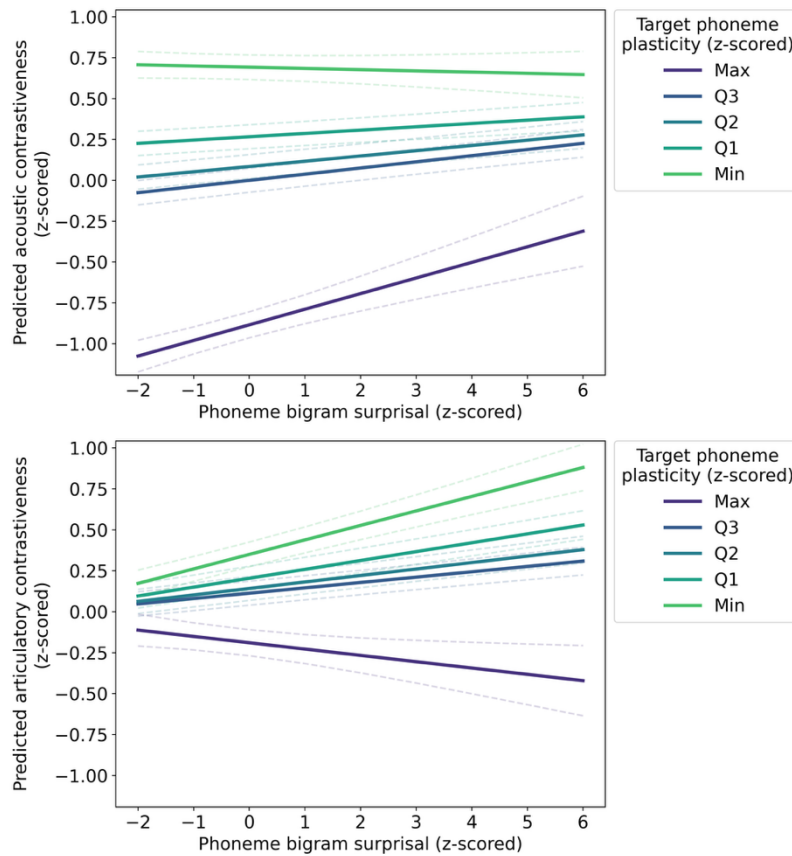 1.00
0.75
0.50
0.25
0.00
−0.25
−0.50
−0.75
−1.00
Predicted acoustic contrastiveness
(z-scored)
−2 −1 0 1 2 3 4 5 6
Phoneme bigram surprisal (z-scored)
Target phoneme
plasticity (z-scored)
Max
Q3
Q2
Q1
Min
1.00
0.75
0.50
0.25
0.00
−0.25
−0.50
−0.75
−1.00
Predicted articulatory contrastiveness
(z-scored)
−2 −1 0 1 2 3 4 5 6
Phoneme bigram surprisal (z-scored)
Target phoneme
plasticity (z-scored)
Max
Q3
Q2
Q1
Min